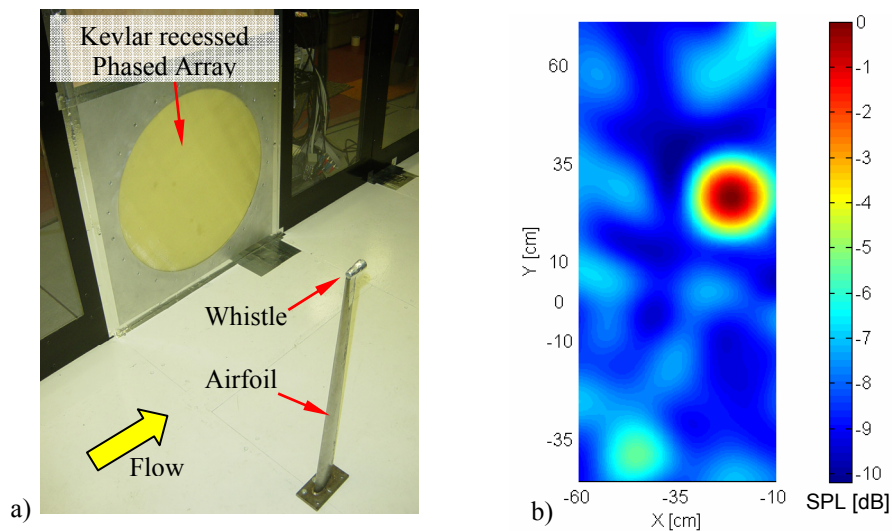 Kevlar recessed
Phased Array
Whistle
Airfoil
Flow
a)
60
35
10
0
-10
-35
Y [cm]
-60
-35
-10
X [cm]
0
-1
-2
-3
-4
-5
-6
-7
-8
-9
-10
SPL [dB]
b)